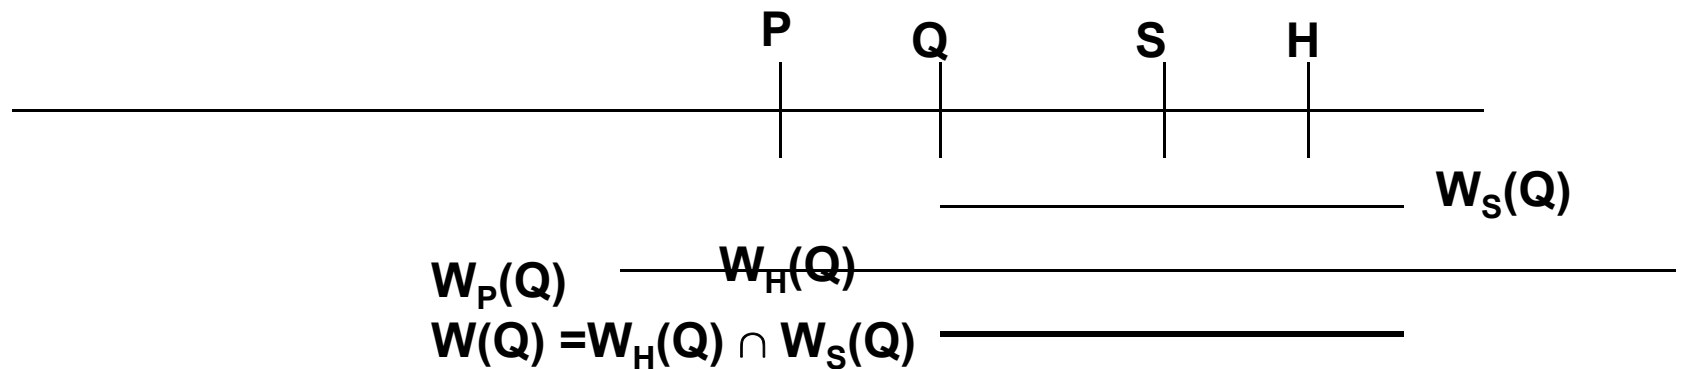 P Q S H
W_S(Q)
W_H(Q)
W_P(Q)
W(Q) =W_H(Q) ∩ W_S(Q)